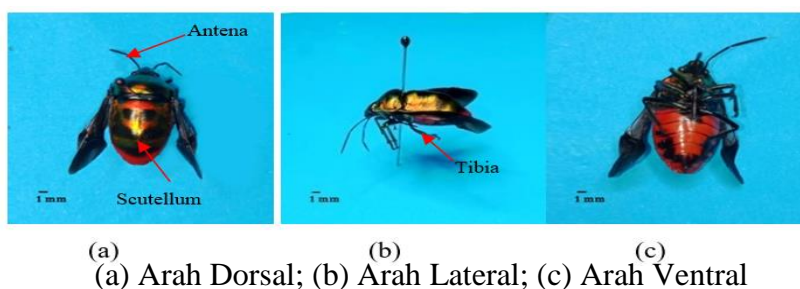 Antena
Scutellum
1 mm
Tibia
1 mm
1 mm
(a)
(b)
(c)
(a) Arah Dorsal; (b) Arah Lateral; (c) Arah Ventral